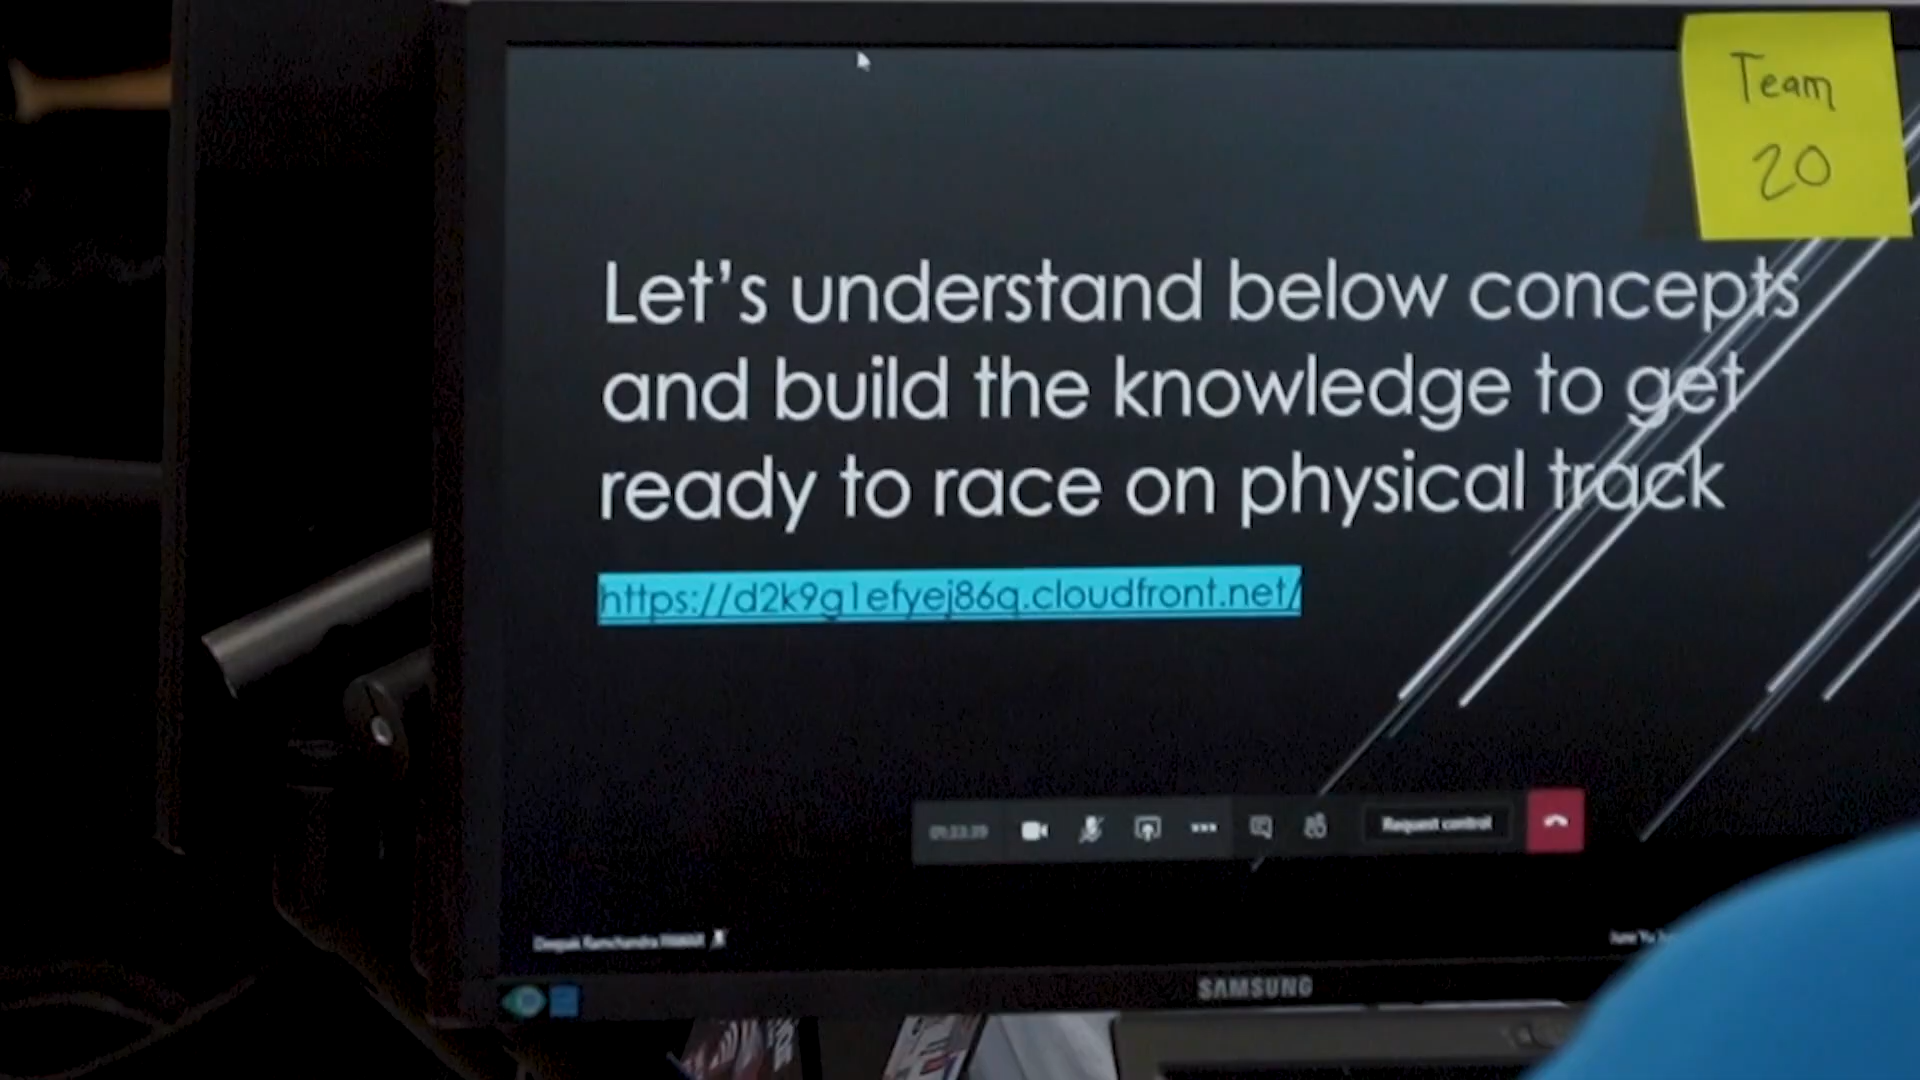 Team
20
Let's understand below concepts
and build the knowledge to get
ready to race on physical track
https://d2k9g1efyej86q.cloudfront.net/
Request control
SAMSUNG